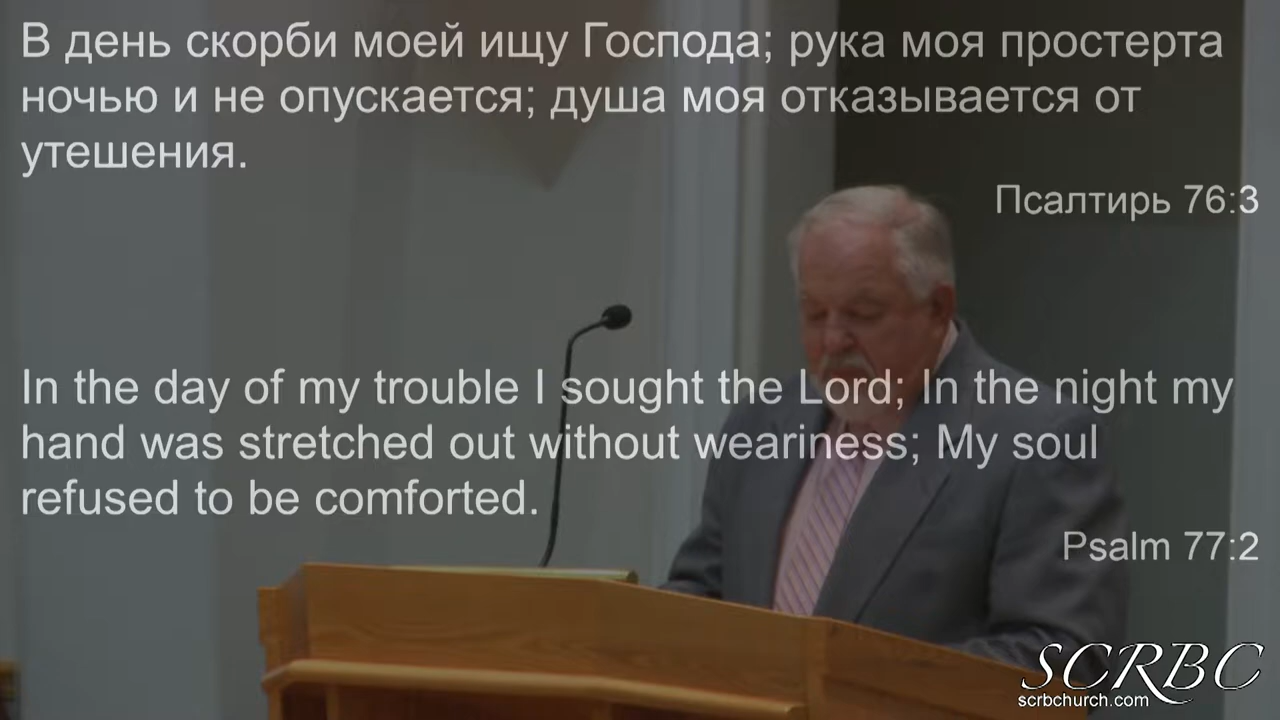 В день скорби моей ищу Господа; рука моя простерта
ночью и не опускается; душа моя отказывается от
утешения.
Псалтирь 76:3
In the day of my trouble I sought the Lord; In the night my
hand was stretched out without weariness; My soul
refused to be comforted.
Psalm 77:2
SCRBC
scrbchurch.com